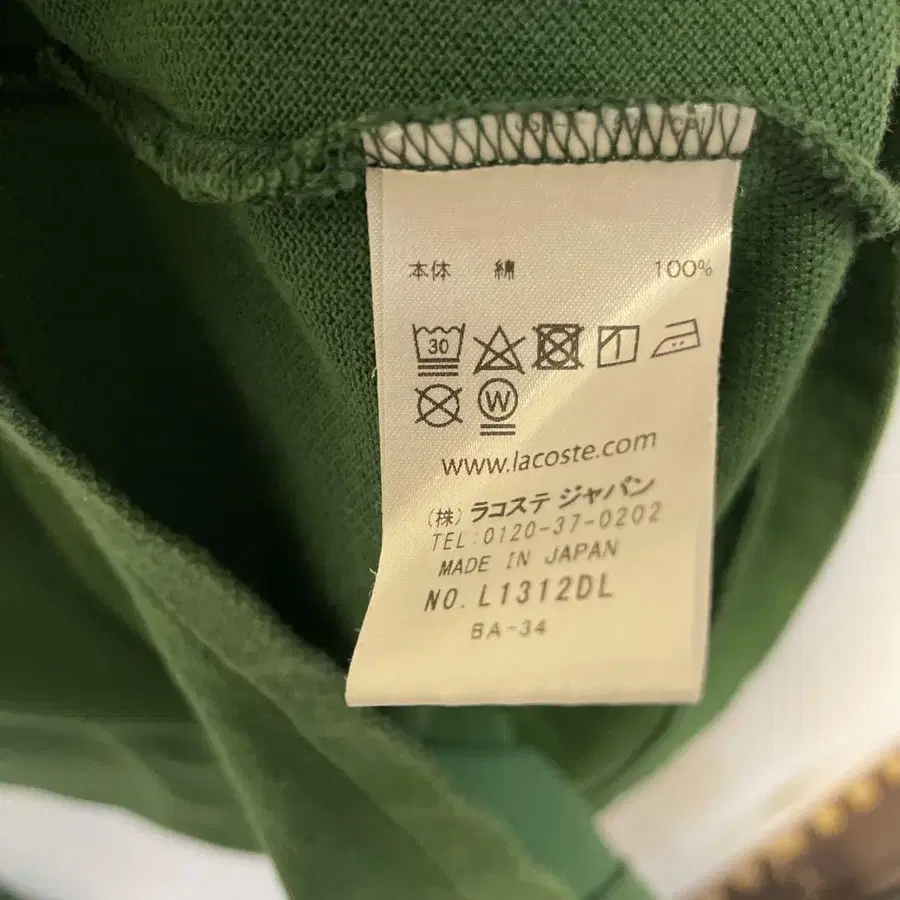 本体 綿 100%
30
W
www.lacoste.com
(株) ラコステ ジャパン
TEL:0120-37-0202
MADE IN JAPAN
NO. L1312DL
BA-34